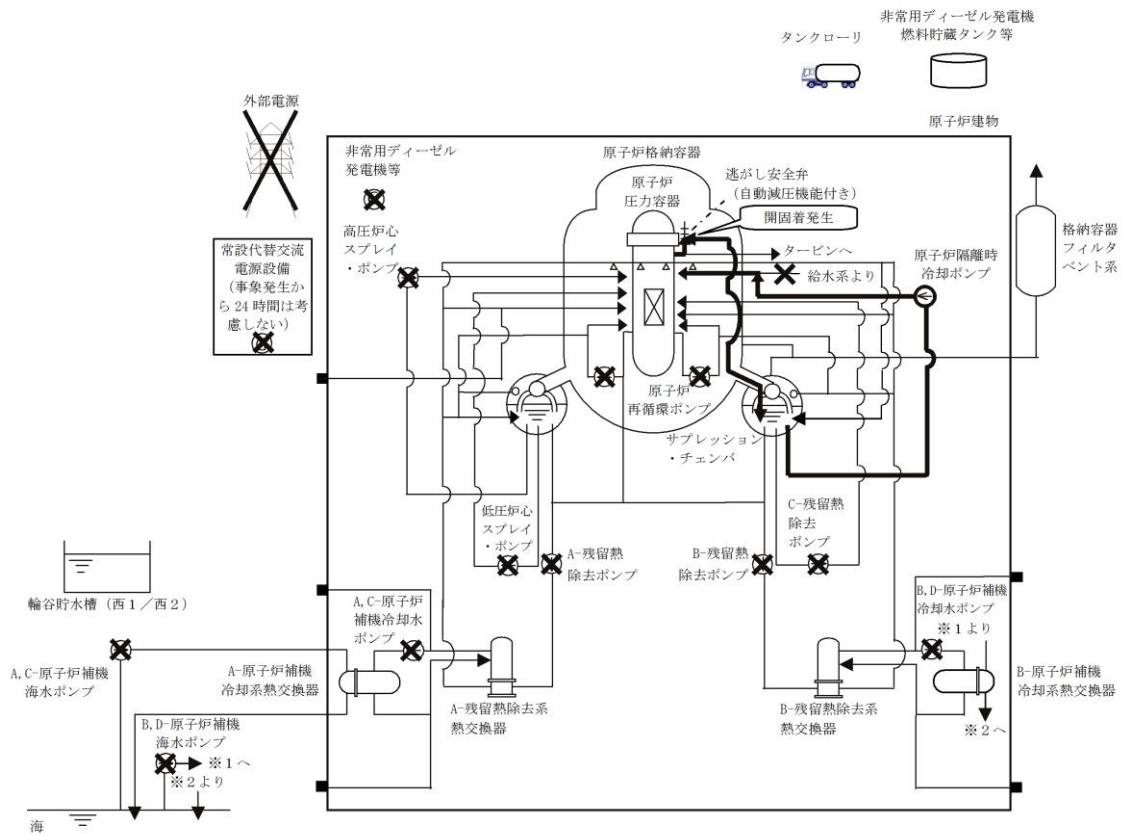 非常用ディーゼル発電機
燃料貯蔵タンク等
タンクローリ
外部電源
原子炉建物
非常用ディーゼル
発電機等
原子炉格納容器
原子炉
圧力容器
逃がし安全弁
(自動減圧機能付き)
開固着発生
高圧炉心
スプレイ
・ポンプ
タービンへ
給水系より
原子炉隔離時
冷却ポンプ
格納容器
フィルタ
ベント系
常設代替交流
電源設備
(事象発生か
ら24時間は考
慮しない)
原子炉
再循環ポンプ
サプレッション
・チェンバ
低圧炉心
スプレイ
・ポンプ
A-残留熱
除去ポンプ
B-残留熱
除去ポンプ
C-残留熱
除去
ポンプ
輪谷貯水槽(西1/西2)
A,C-原子炉
補機冷却水
ポンプ
B,D-原子炉補機
冷却水ポンプ
※1より
A,C-原子炉補機
海水ポンプ
A-原子炉補機
冷却系熱交換器
B-原子炉補機
冷却系熱交換器
A-残留熱除去系
熱交換器
B-残留熱除去系
熱交換器
※2へ
B,D-原子炉補機
海水ポンプ
※1へ
※2より
海